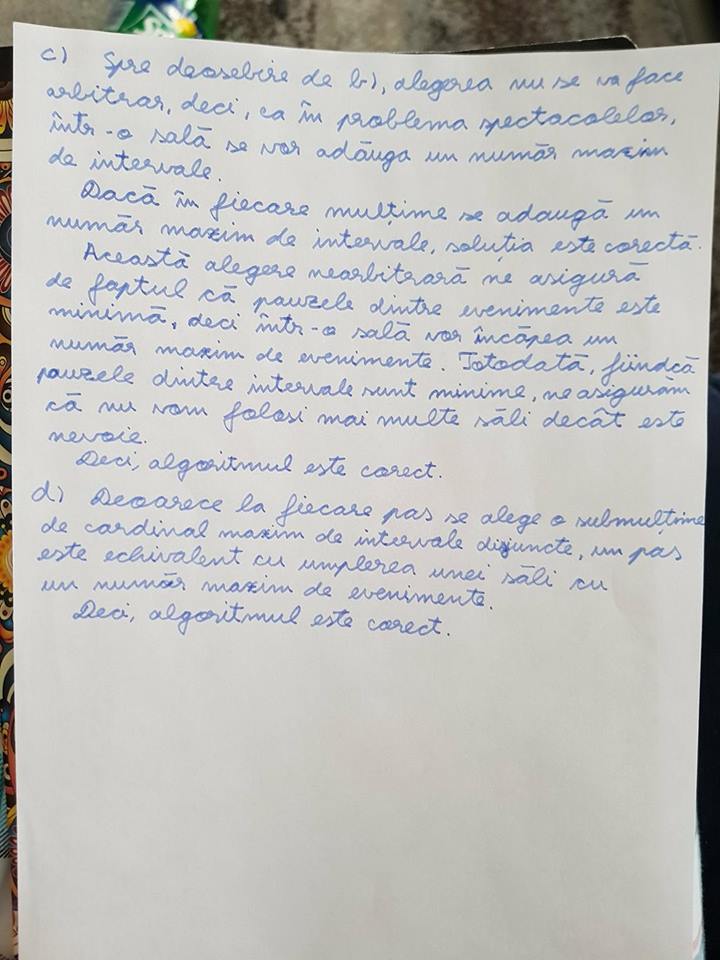 c) Spre deosebire de b), alegerea nu se va face
arbitrar, deci, ca în problema spectacolelor,
într-o sală se vor adăuga un număr maxim
de intervale.
Dacă în fiecare mulțime se adaugă un
număr maxim de intervale, soluția este corectă.
Această alegere nearbitrară ne asigură
de faptul că pauzele dintre evenimente este
minimă, deci într-o sală vor încăpea un
număr maxim de evenimente. Totodată, fiindcă
pauzele dintre intervale sunt minime, ne asigurăm
că nu vom folosi mai multe săli decât este
nevoie.
Deci, algoritmul este corect.
d) Deoarece la fiecare pas se alege o submulțime
de cardinal maxim de intervale disjuncte, un pas
este echivalent cu umplerea unei săli cu
un număr maxim de evenimente.
Deci, algoritmul este corect.